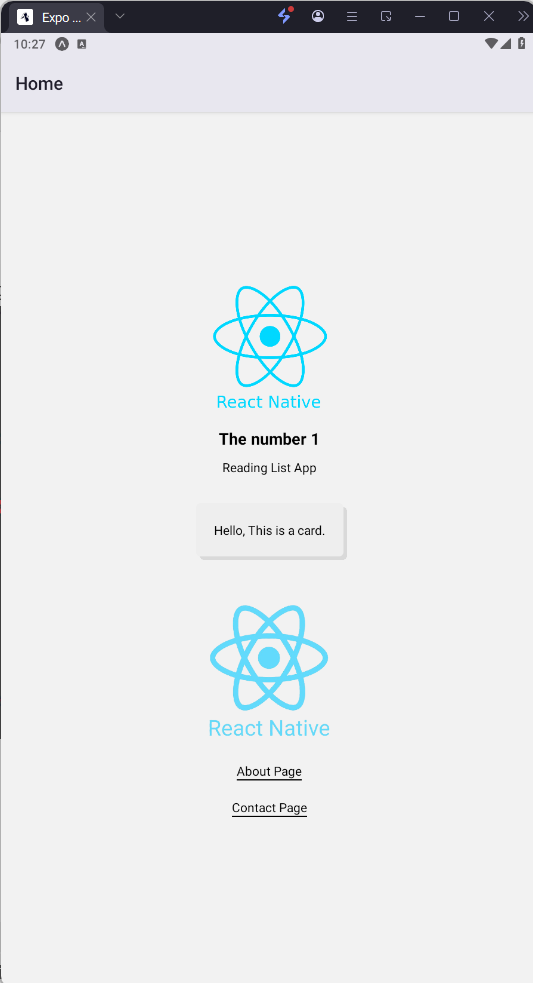 Expo ...
10:27
Home
React Native
The number 1
Reading List App
Hello, This is a card.
React Native
About Page
Contact Page